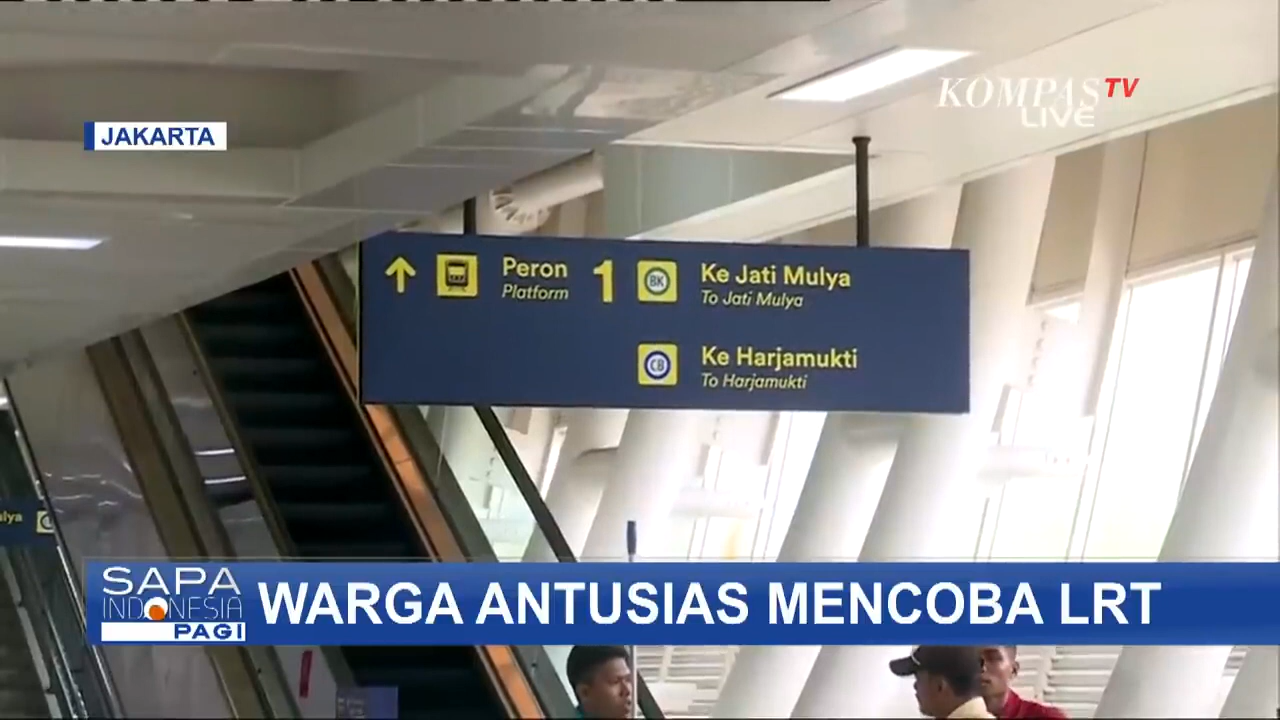 KOMPAS TV
LIVE
JAKARTA
Peron
Platform
1
BK
Ke Jati Mulya
To Jati Mulya
CB
Ke Harjamukti
To Harjamukti
SAPA
INDONESIA
PAGI
WARGA ANTUSIAS MENCOBA LRT